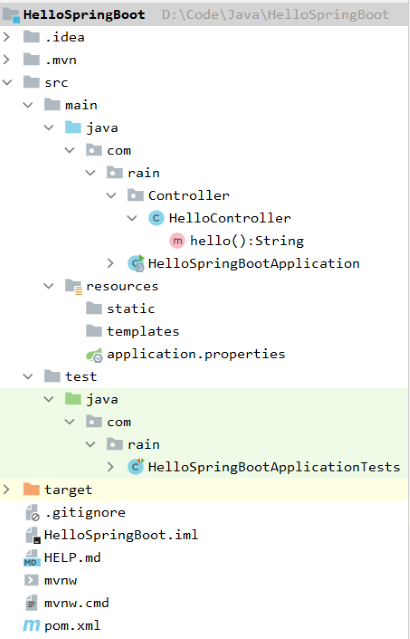 HelloSpringBoot D:\Code\Java\HelloSpringBoot
.idea
.mvn
src
main
java
com
rain
Controller
C HelloController
m hello():String
C HelloSpringBootApplication
resources
static
templates
application.properties
test
java
com
rain
C HelloSpringBootApplicationTests
target
.gitignore
HelloSpringBoot.iml
MD HELP.md
mvnw
mvnw.cmd
m pom.xml